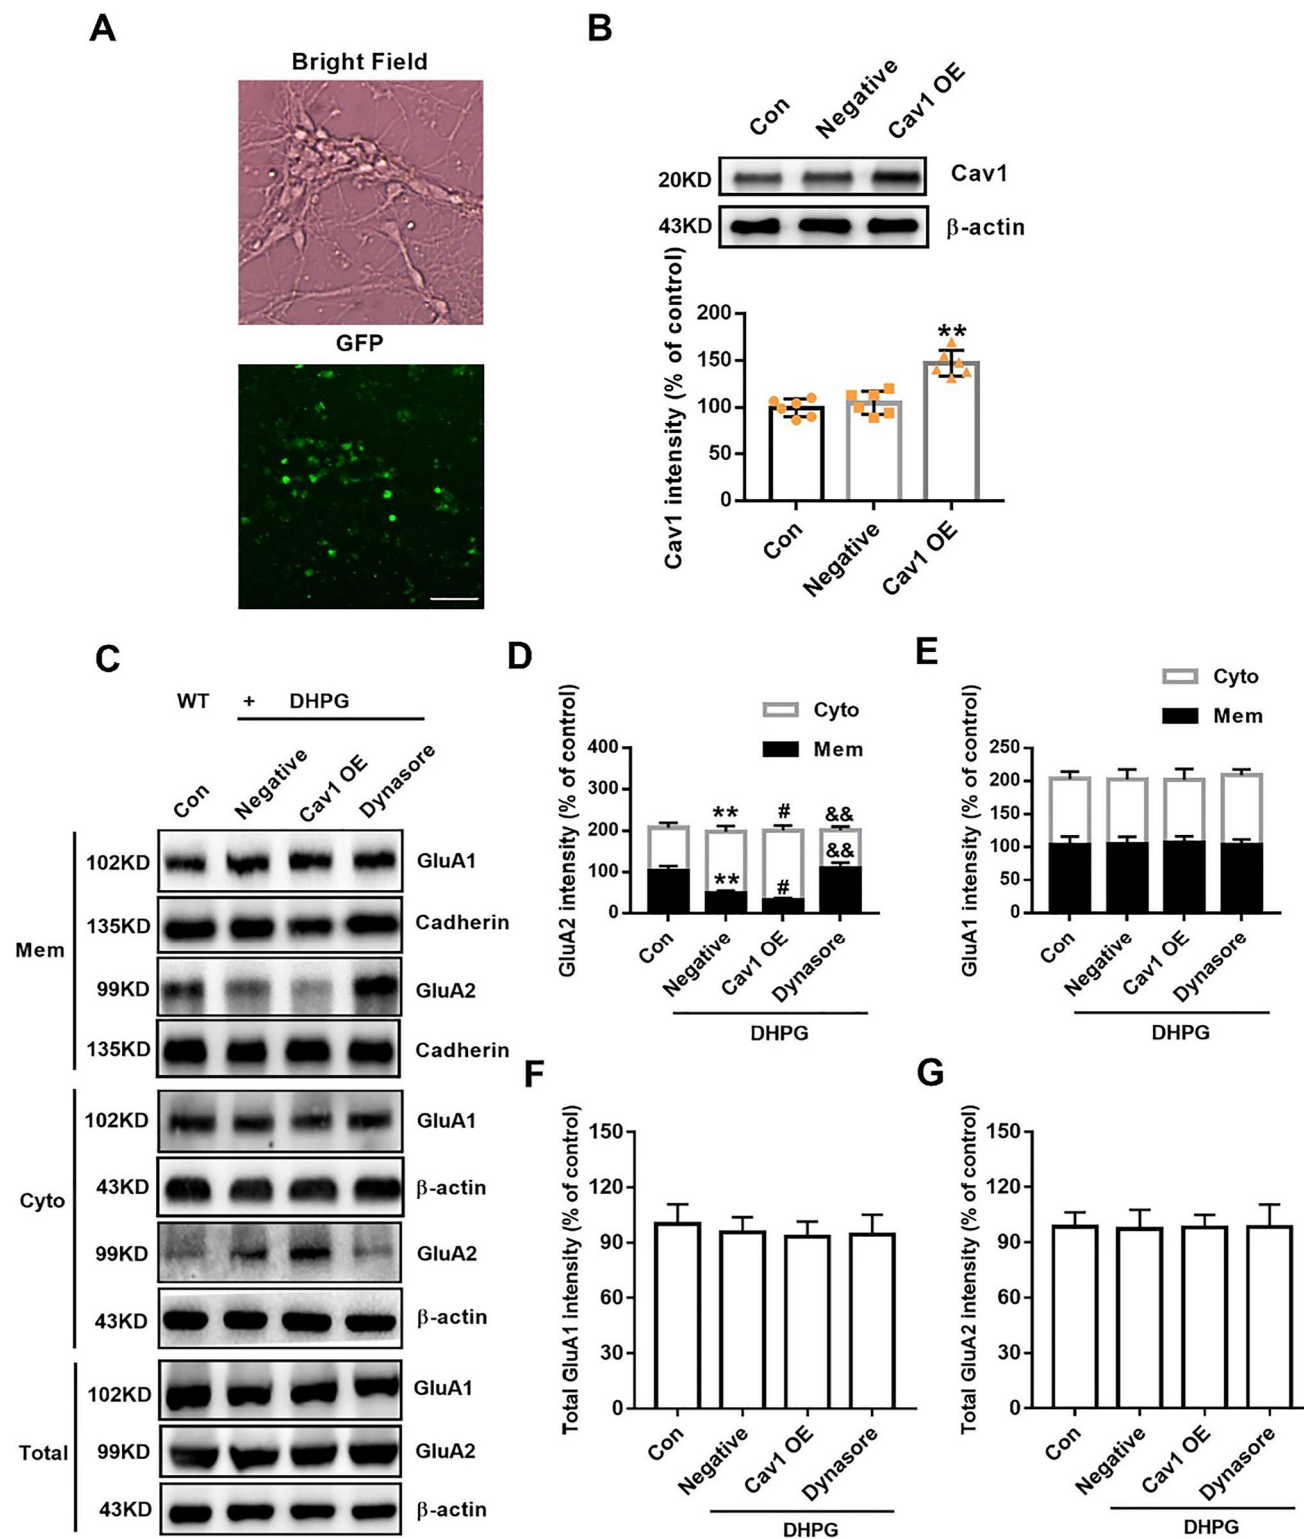 A
Bright Field
GFP
B
Con
Negative
Cav1 OE
20KD
Cav1
43KD
β-actin
Cav1 intensity (% of control)
200
150
100
50
0
**
Con
Negative
Cav1 OE
C
WT + DHPG
Con
Negative
Cav1 OE
Dynasore
Mem
102KD GluA1
135KD Cadherin
99KD GluA2
135KD Cadherin
Cyto
102KD GluA1
43KD β-actin
99KD GluA2
43KD β-actin
Total
102KD GluA1
99KD GluA2
43KD β-actin
D
Cyto
Mem
GluA2 intensity (% of control)
400
300
200
100
0
** # &&
** # &&
Con
Negative
Cav1 OE
Dynasore
DHPG
E
Cyto
Mem
GluA1 intensity (% of control)
250
200
150
100
50
0
Con
Negative
Cav1 OE
Dynasore
DHPG
F
Total GluA1 intensity (% of control)
150
120
90
60
30
0
Con
Negative
Cav1 OE
Dynasore
DHPG
G
Total GluA2 intensity (% of control)
150
120
90
60
30
0
Con
Negative
Cav1 OE
Dynasore
DHPG